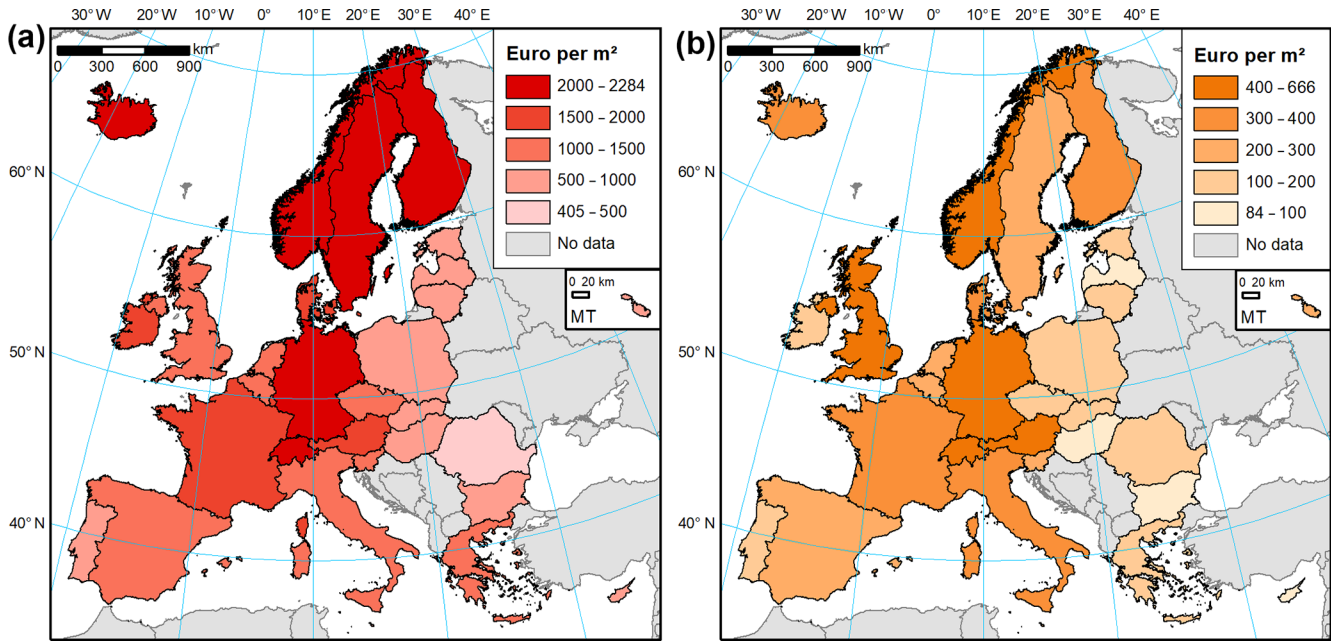 30°W 20°W 10°W 0° 10°E 20°E 30°E 40°E
(a)
km
0 300 600 900
Euro per m²
2000 – 2284
1500 – 2000
1000 – 1500
500 – 1000
405 – 500
No data
0 20 km
MT
60° N
50° N
40° N
30°W 20°W 10°W 0° 10°E 20°E 30°E 40°E
(b)
km
0 300 600 900
Euro per m²
400 – 666
300 – 400
200 – 300
100 – 200
84 – 100
No data
0 20 km
MT
60° N
50° N
40° N